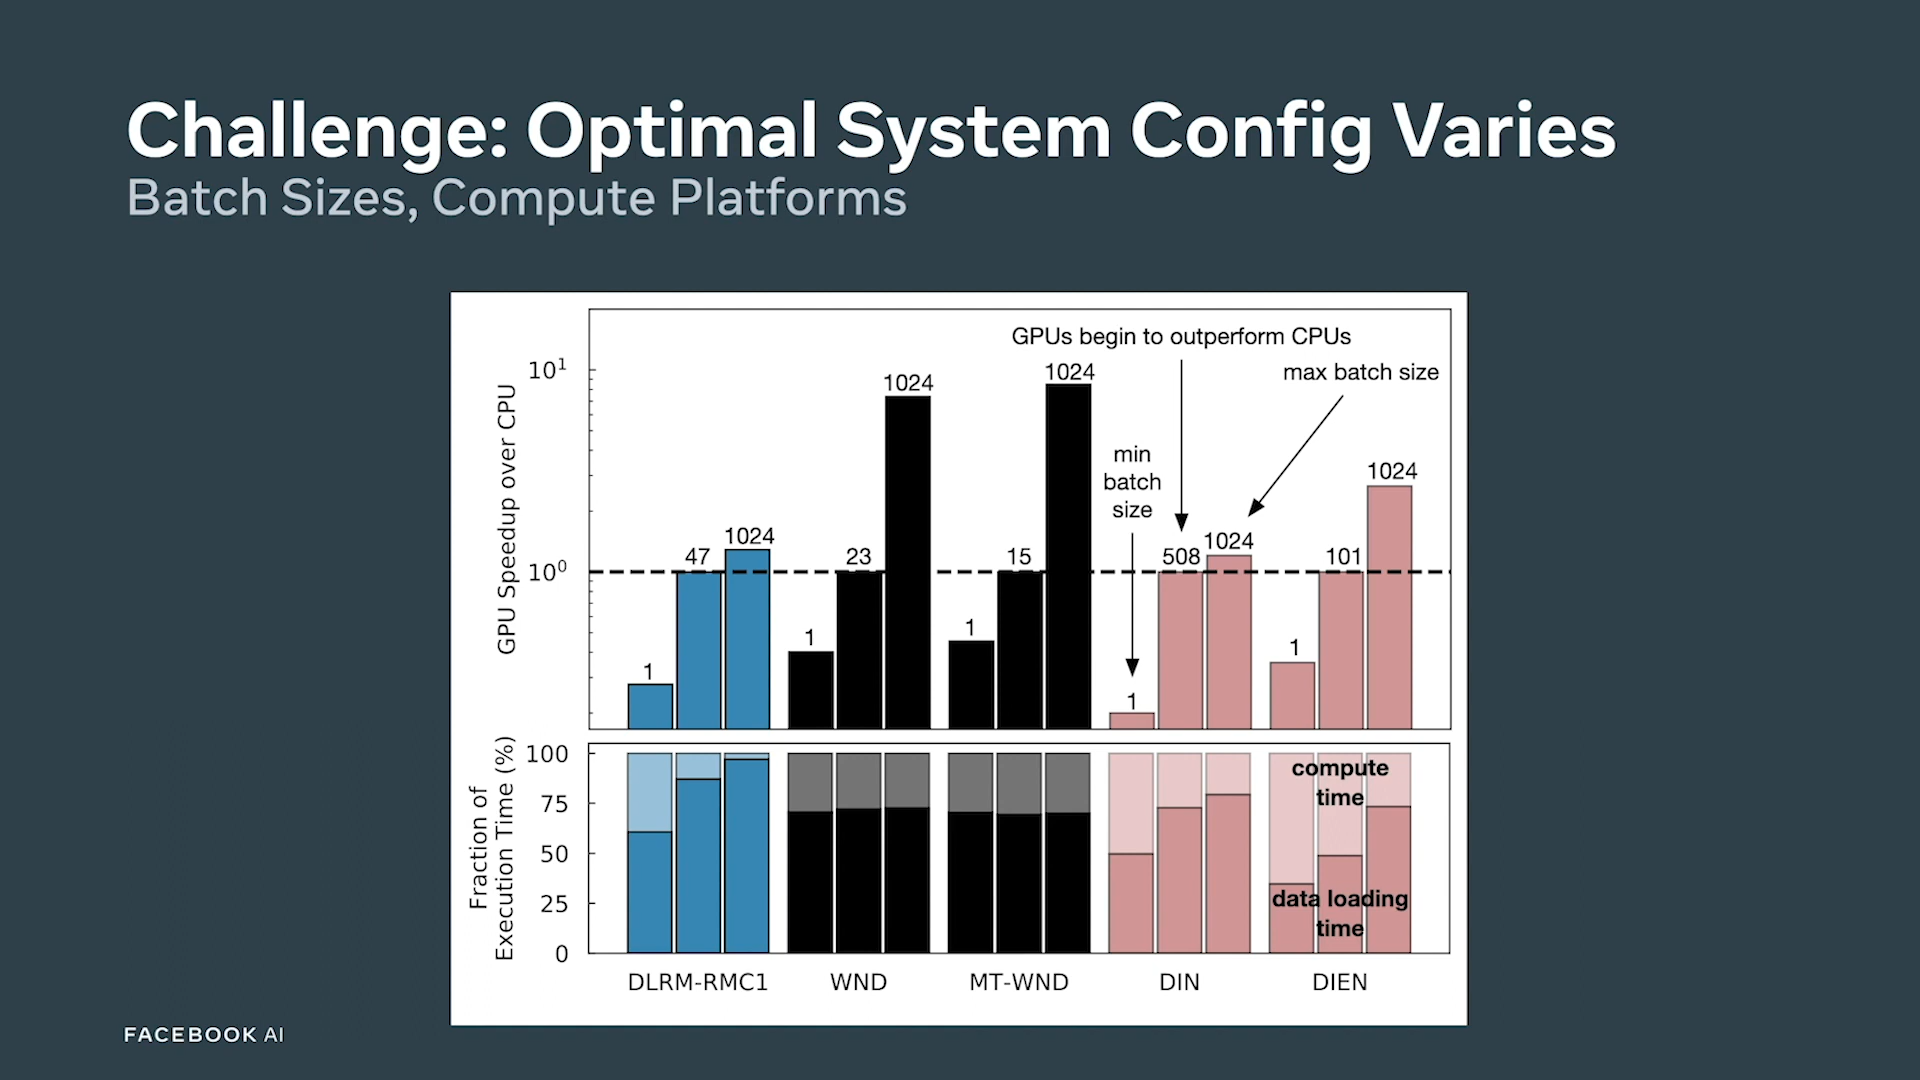 Challenge: Optimal System Config Varies
Batch Sizes, Compute Platforms
GPU Speedup over CPU
10¹
10⁰
GPUs begin to outperform CPUs
max batch size
min
batch
size
1
47
1024
1
23
1024
1
15
1024
1
508
1024
1
101
1024
Fraction of
Execution Time (%)
100
75
50
25
0
compute
time
data loading
time
DLRM-RMC1
WND
MT-WND
DIN
DIEN
FACEBOOK AI